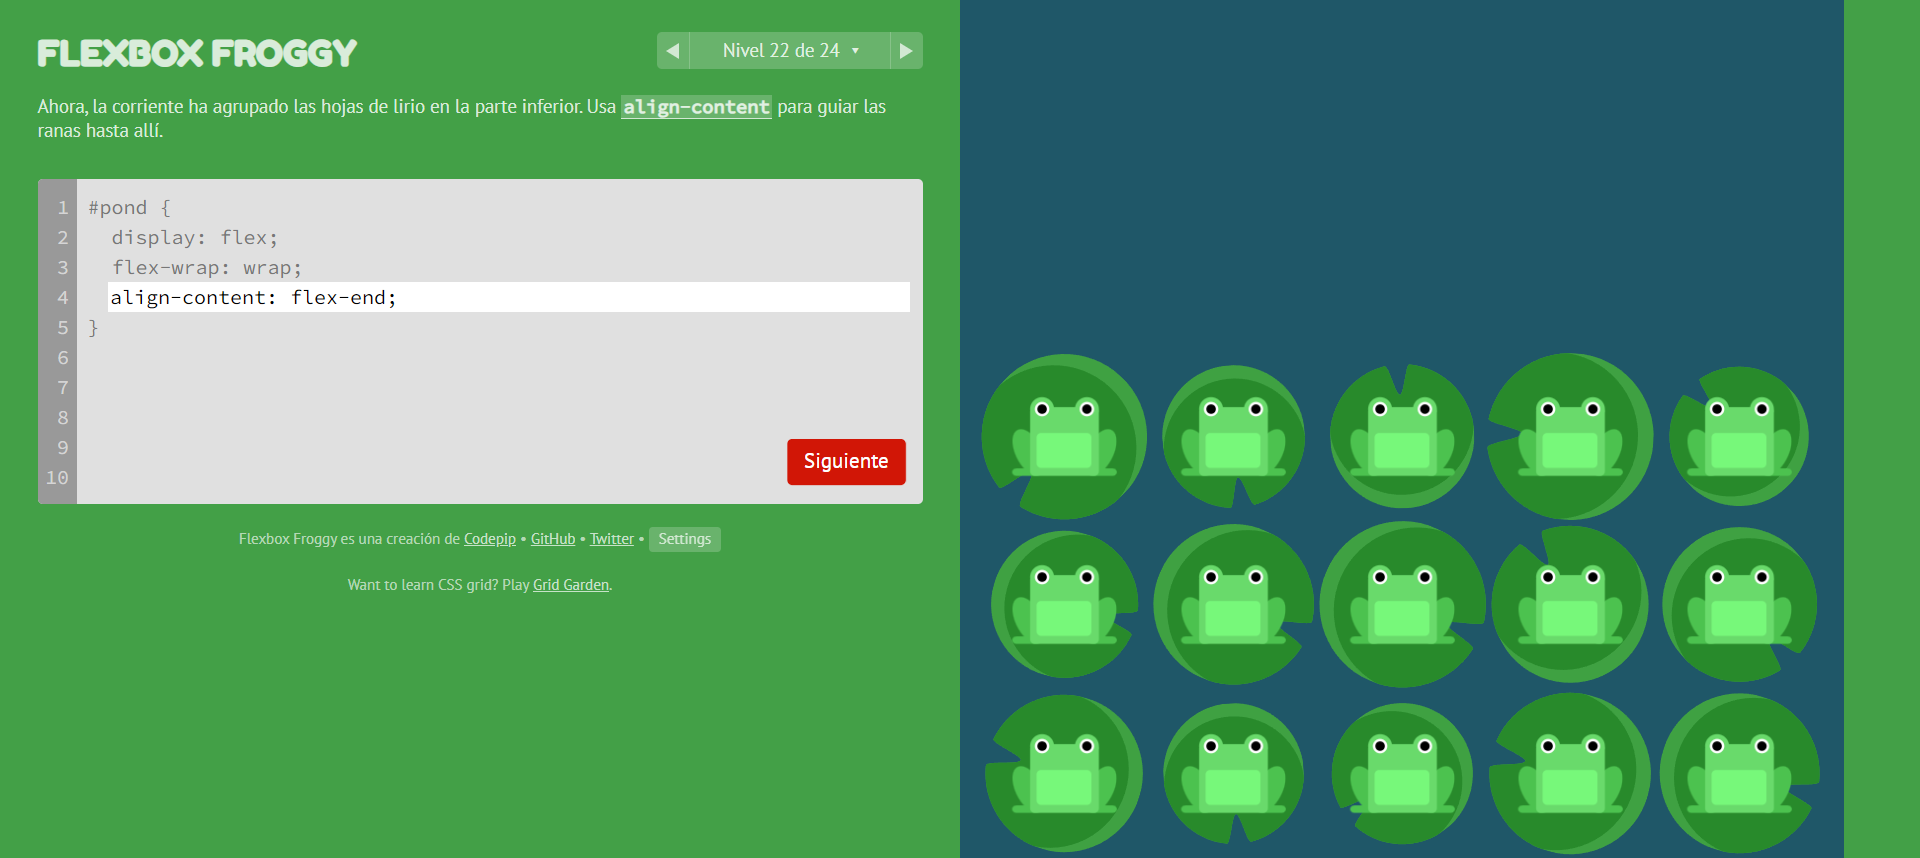 FLEXBOX FROGGY
Nivel 22 de 24
Ahora, la corriente ha agrupado las hojas de lirio en la parte inferior. Usa align-content para guiar las
ranas hasta allí.
1 #pond {
2 display: flex;
3 flex-wrap: wrap;
4 align-content: flex-end;
5 }
6
7
8
9
10
Siguiente
Flexbox Froggy es una creación de Codepip • GitHub • Twitter • Settings
Want to learn CSS grid? Play Grid Garden.